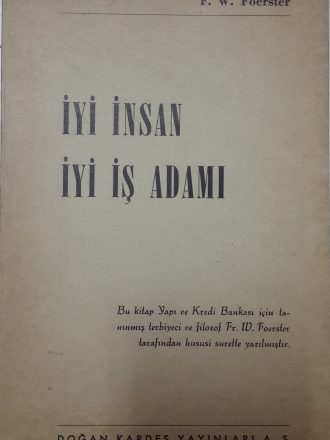 F. W. Foerster
İYİ İNSAN
İYİ İŞ ADAMI
Bu kitap Yapı ve Kredi Bankası için ta-
nınmış terbiyeci ve filozof Fr. W. Foerster
tarafından hususi surette yazılmıştır.
DOĞAN KARDEŞ YAYINLARI A. Ş.